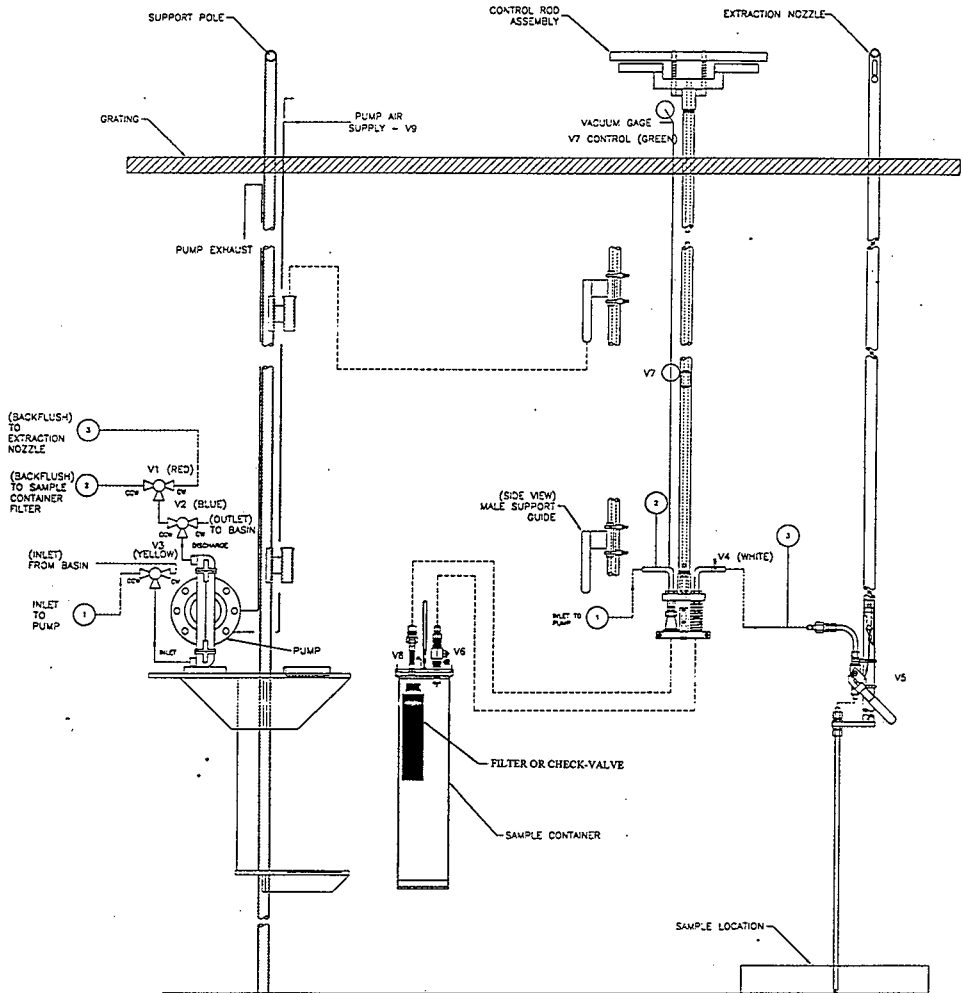 SUPPORT POLE
CONTROL ROD
ASSEMBLY
EXTRACTION NOZZLE
GRATING
PUMP AIR
SUPPLY - V9
VACUUM GAGE
V7 CONTROL (GREEN)
PUMP EXHAUST
V7
(BACKFLUSH)
TO
EXTRACTION
NOZZLE
3
V1 (RED)
(BACKFLUSH)
TO SAMPLE
CONTAINER
FILTER
2
CCW
CW
V2 (BLUE)
(OUTLET)
TO BASIN
CCW
CW
DISCHARGE
V3
(YELLOW)
(INLET)
FROM BASIN
CW
CCW
INLET
TO
PUMP
1
INLET
PUMP
(SIDE VIEW)
MALE SUPPORT
GUIDE
2
V4 (WHITE)
3
INLET TO
PUMP
1
V8
V6
V5
FILTER OR CHECK-VALVE
SAMPLE CONTAINER
SAMPLE LOCATION